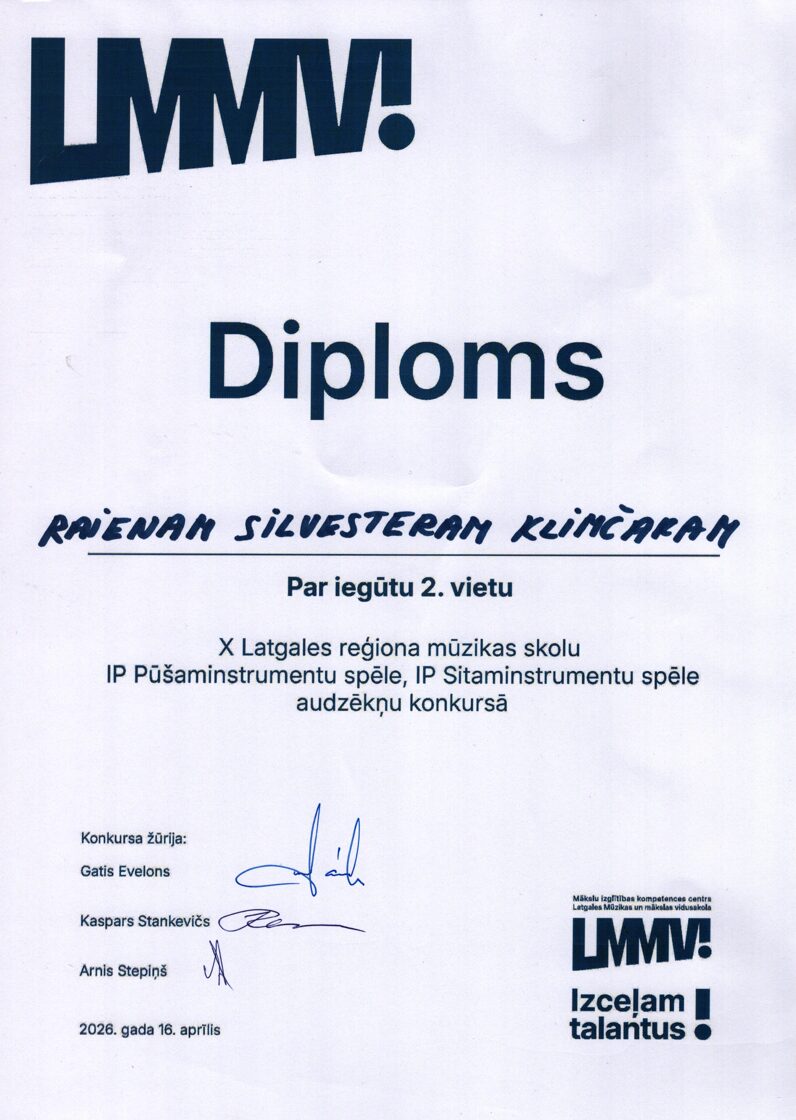 LMMV!
Diploms
RAIENAM SILVESTERAM KLIMČAKAM
Par iegūtu 2. vietu
X Latgales reģiona mūzikas skolu
IP Pūšaminstrumentu spēle, IP Sitaminstrumentu spēle
audzēkņu konkursā
Konkursa žūrija:
Gatis Evelons
Kaspars Stankevičs
Arnis Stepiņš
2026. gada 16. aprīlis
Mākslu izglītības kompetences centrs
Latgales Mūzikas un mākslas vidusskola
LMMV!
Izceļam
talantus!